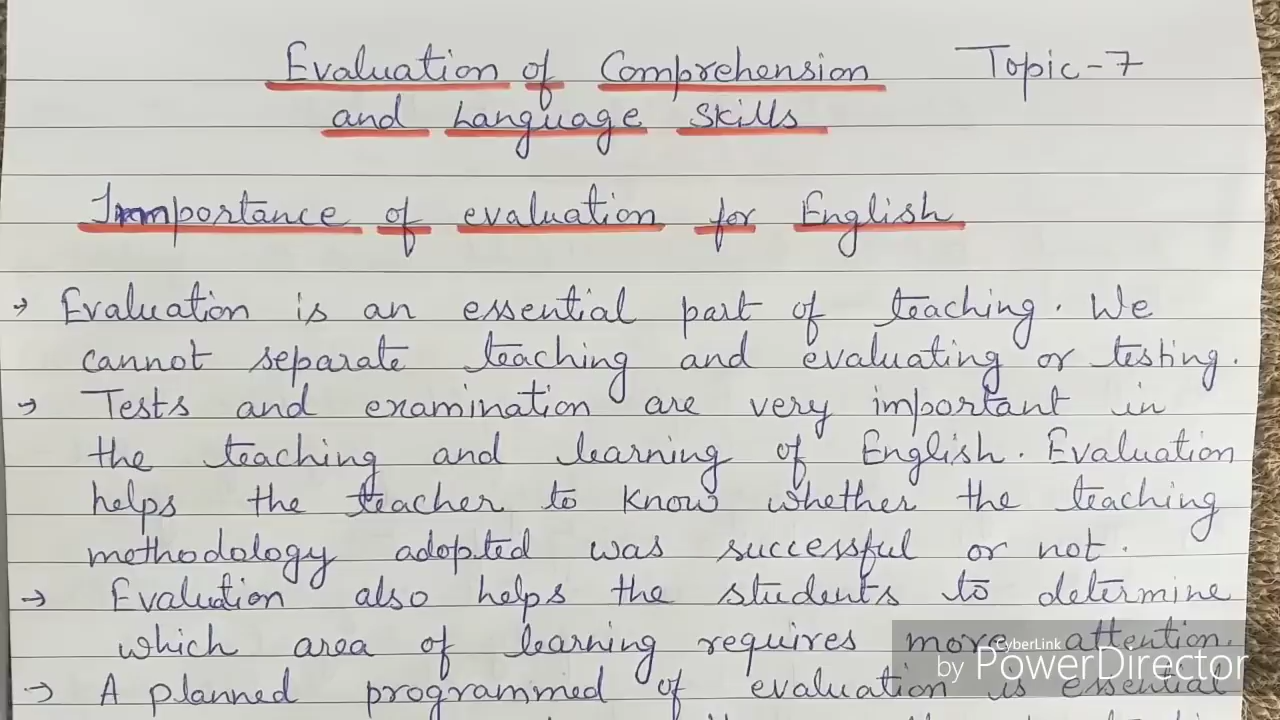 Evaluation of Comprehension Topic-7
and Language Skills
Importance of evaluation for English
→ Evaluation is an essential part of teaching. We
cannot separate teaching and evaluating or testing.
→ Tests and examination are very important in
the teaching and learning of English. Evaluation
helps the teacher to know whether the teaching
methodology adopted was successful or not.
→ Evaluation also helps the students to determine
which area of learning requires more attention.
→ A planned programmed of evaluation is essential
CyberLink
by PowerDirector